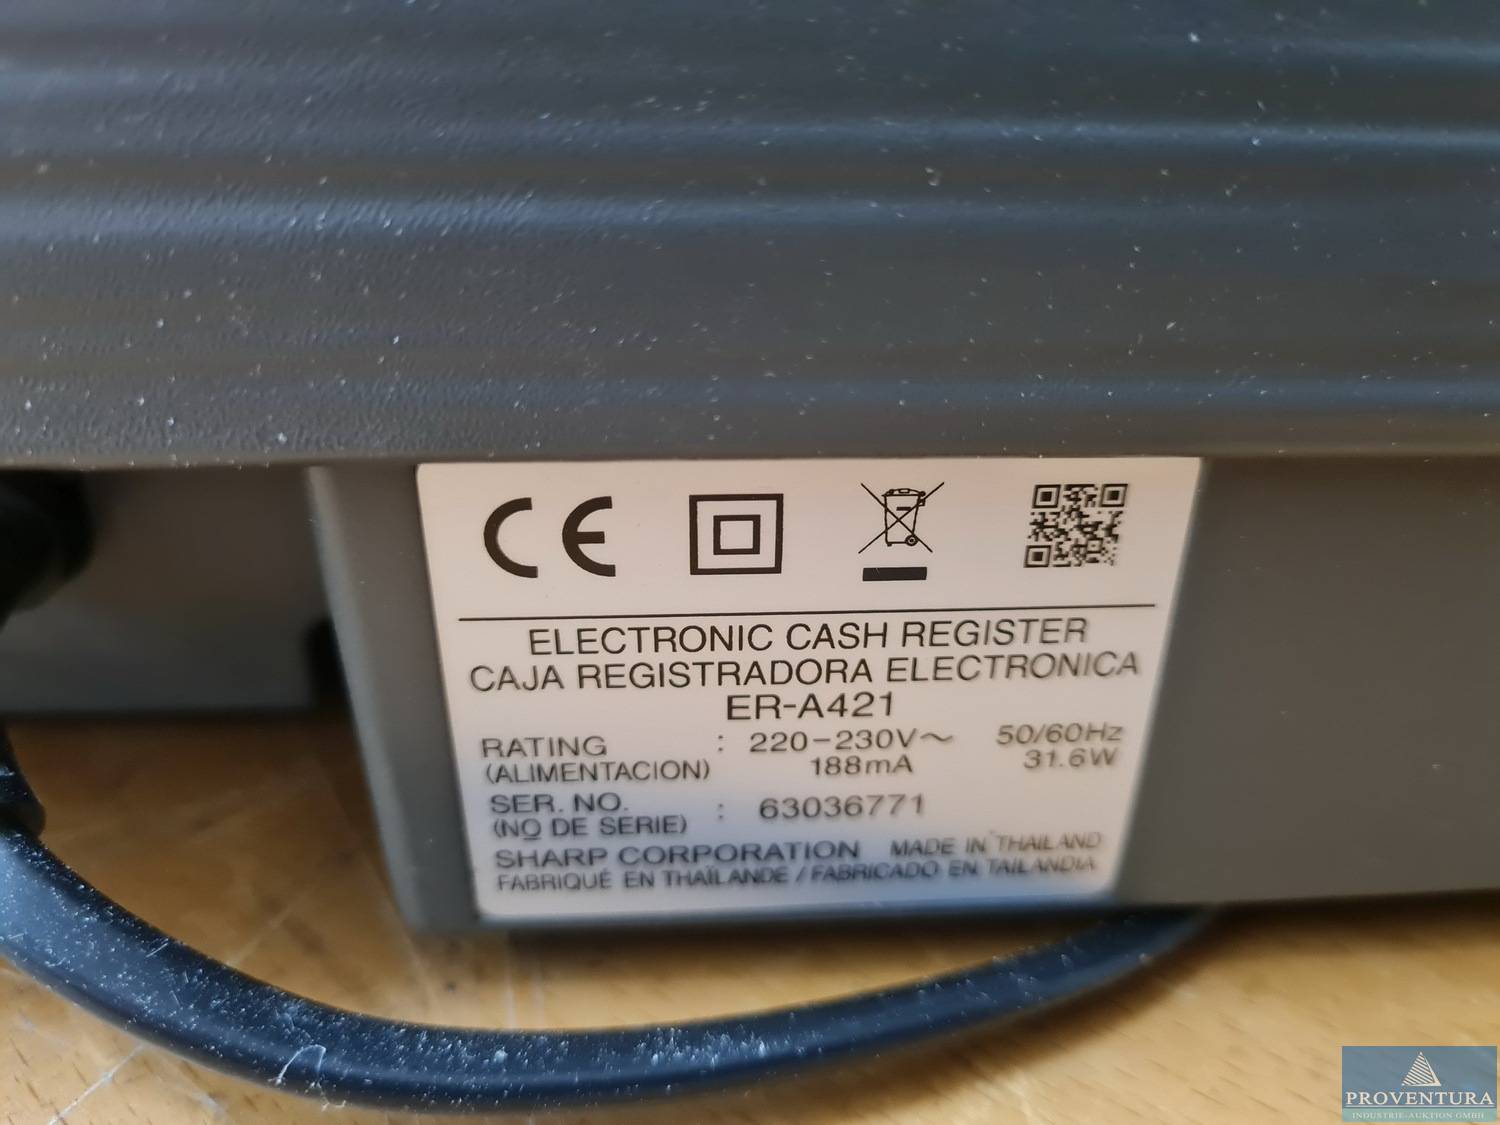 CE
ELECTRONIC CASH REGISTER
CAJA REGISTRADORA ELECTRONICA
ER-A421
RATING : 220-230V~ 50/60Hz
(ALIMENTACION) 188mA 31.6W
SER. NO. : 63036771
(NO DE SERIE)
SHARP CORPORATION MADE IN THAILAND
FABRIQUÉ EN THAÏLANDE / FABRICADO EN TAILANDIA
PROVENTURA
INDUSTRIE-AUKTION GMBH